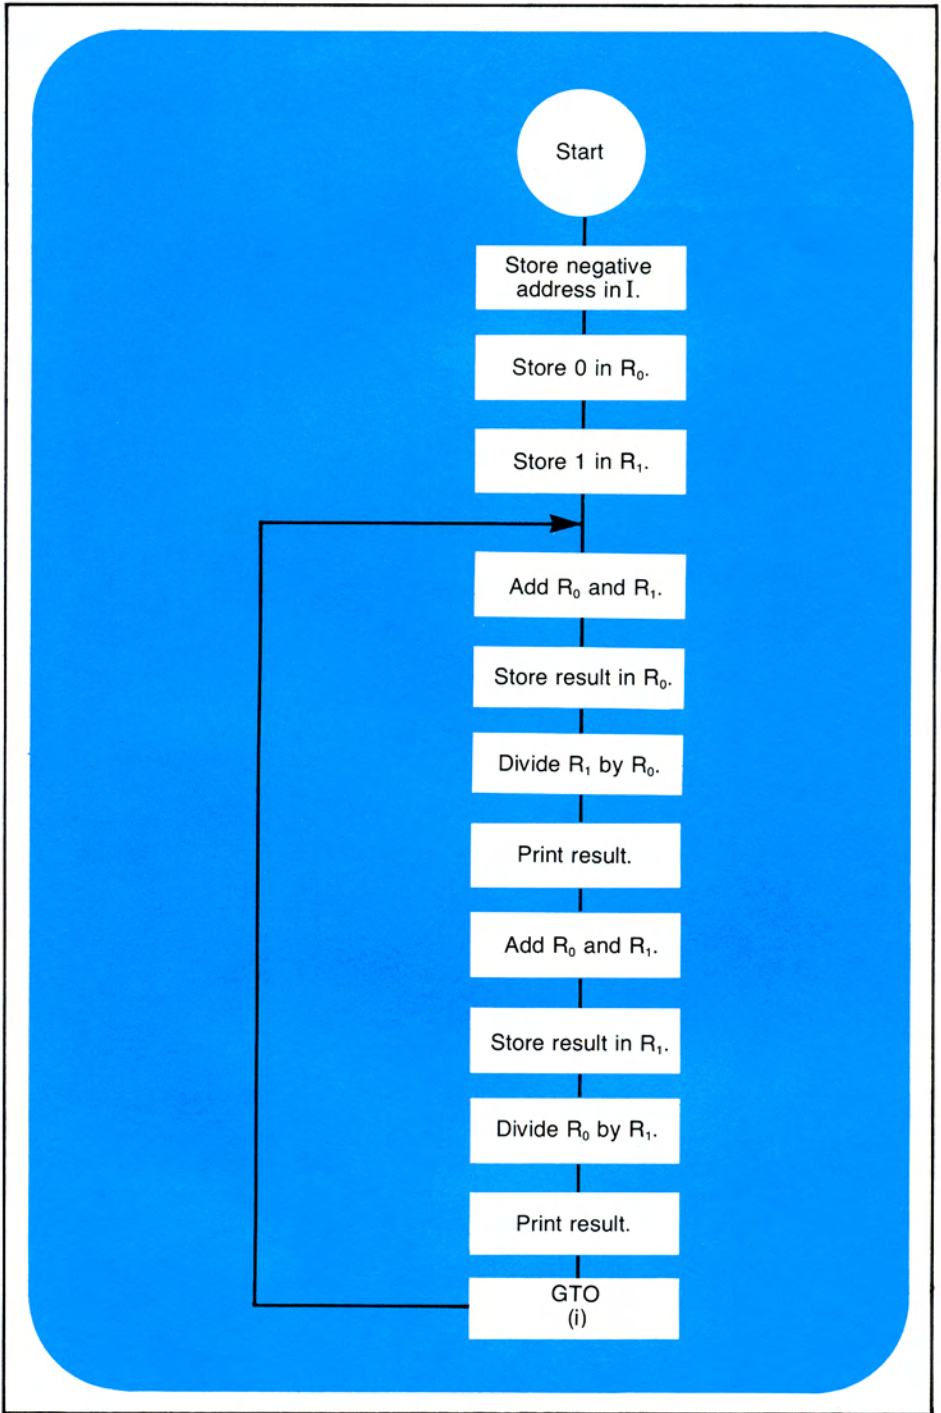 Start
Store negative
address in I.
Store 0 in R₀.
Store 1 in R₁.
Add R₀ and R₁.
Store result in R₀.
Divide R₁ by R₀.
Print result.
Add R₀ and R₁.
Store result in R₁.
Divide R₀ by R₁.
Print result.
GTO
(i)